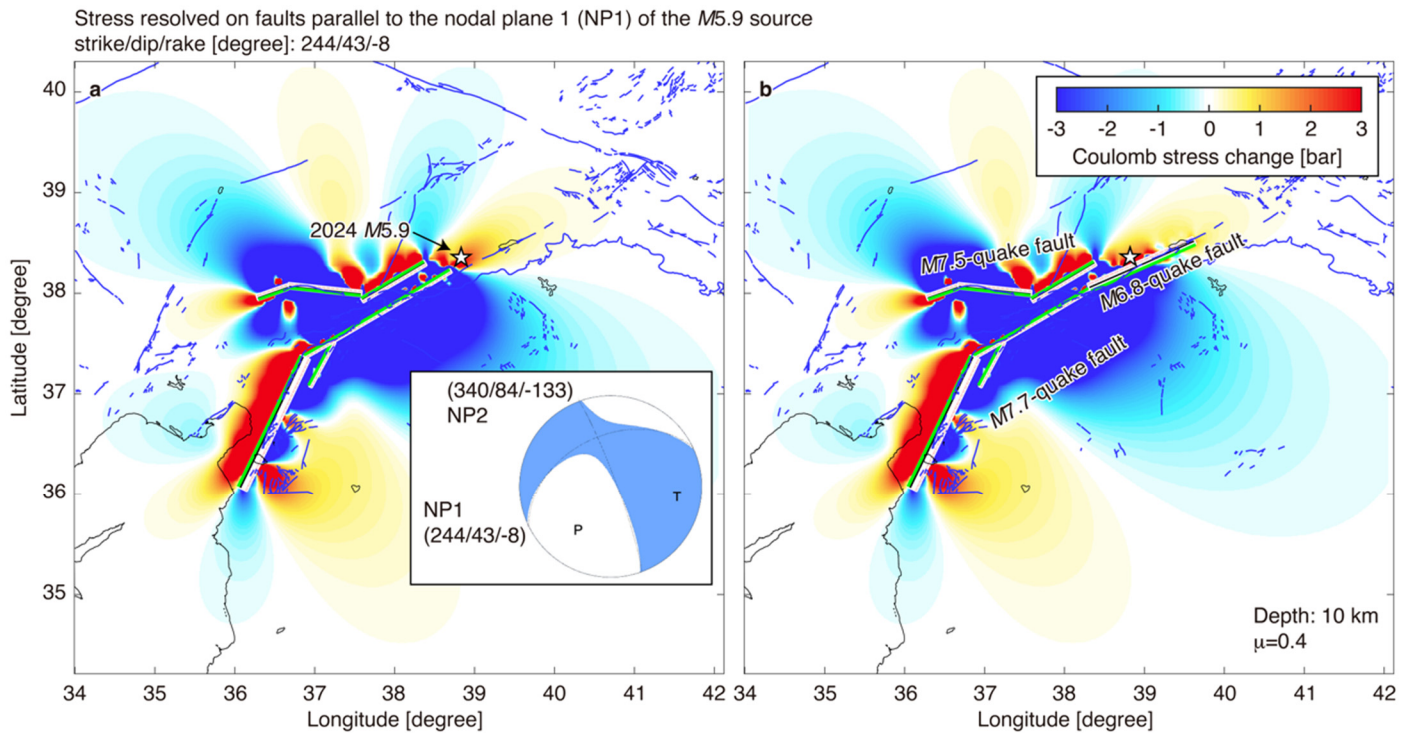 Stress resolved on faults parallel to the nodal plane 1 (NP1) of the M5.9 source
strike/dip/rake [degree]: 244/43/-8
a
2024 M5.9
(340/84/-133)
NP2
NP1
(244/43/-8)
P
T
40
39
38
37
36
35
Latitude [degree]
34 35 36 37 38 39 40 41 42
Longitude [degree]
b
-3 -2 -1 0 1 2 3
Coulomb stress change [bar]
M7.5-quake fault
M6.8-quake fault
M7.7-quake fault
Depth: 10 km
μ=0.4
34 35 36 37 38 39 40 41 42
Longitude [degree]